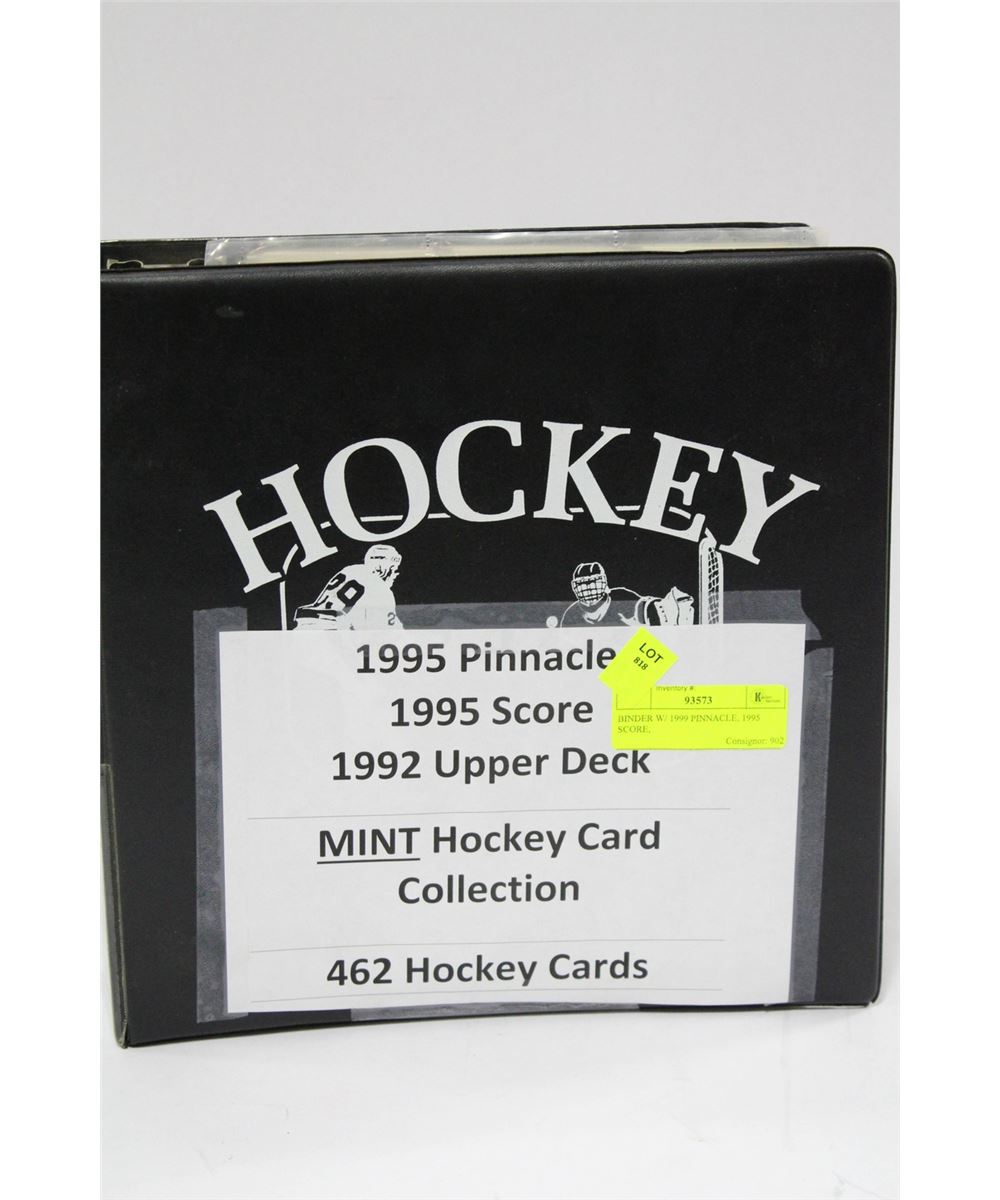 HOCKEY
1995 Pinnacle
LOT
818
1995 Score
Inventory #:
93573
BINDER W/ 1999 PINNACLE, 1995
SCORE,
Consignor: 902
1992 Upper Deck
MINT Hockey Card
Collection
462 Hockey Cards